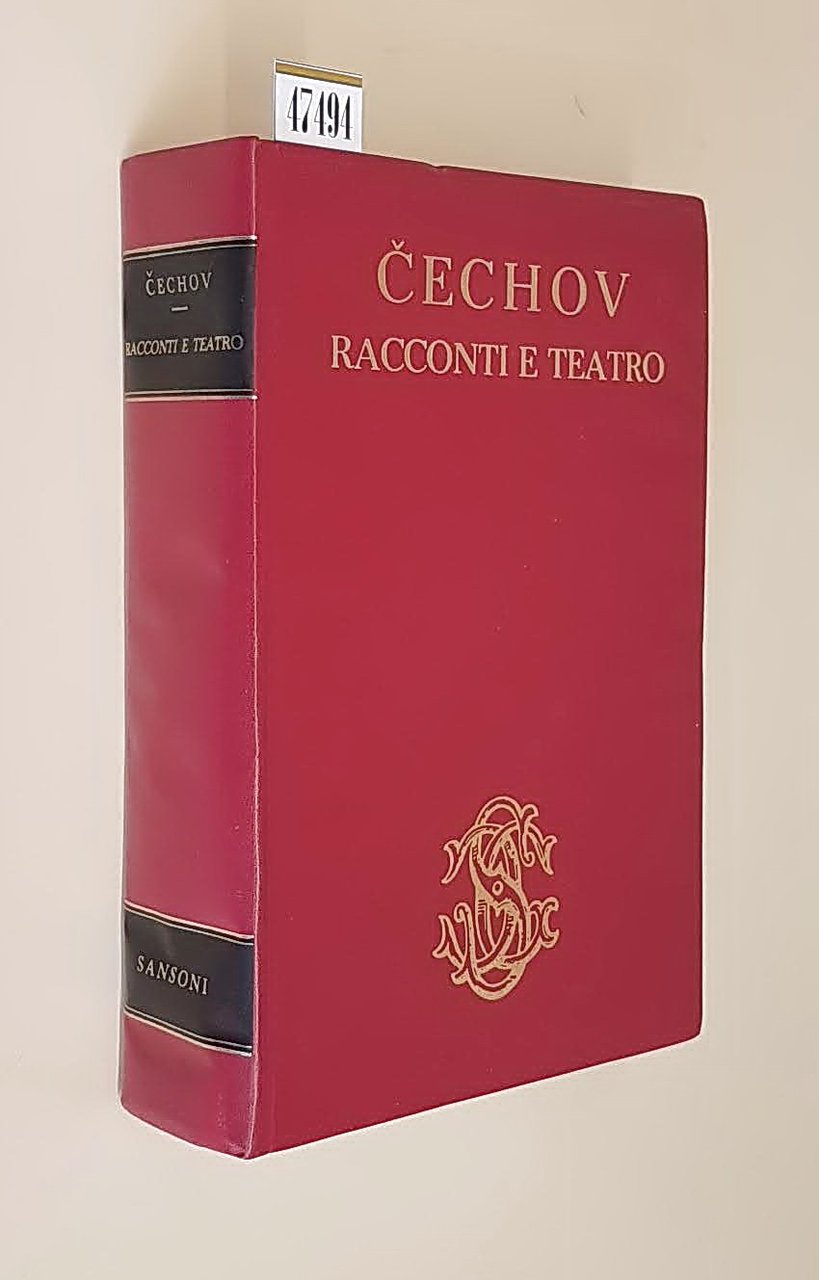 47494
ČECHOV
RACCONTI E TEATRO
ČECHOV
RACCONTI E TEATRO
SANSONI